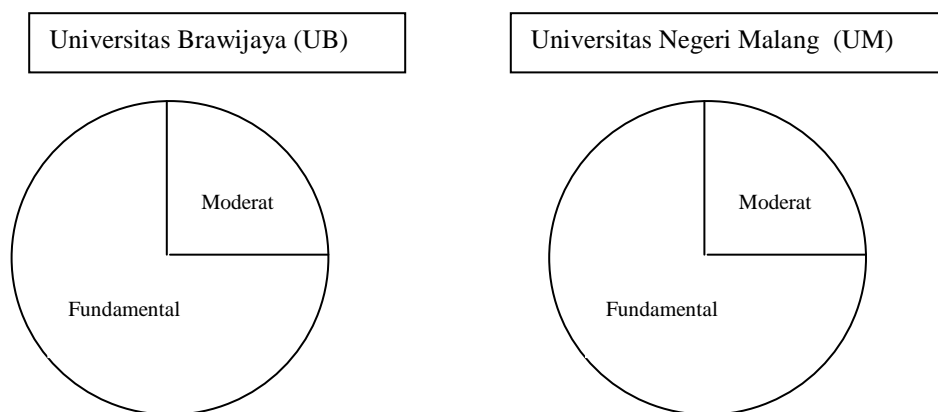 Universitas Brawijaya (UB)
Universitas Negeri Malang  (UM)
Moderat
Moderat
Fundamental
Fundamental